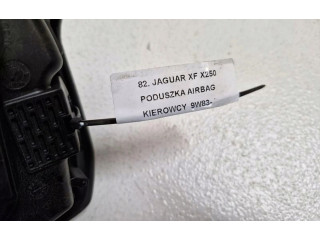 82. JAGUAR XF X250
PODUSZKA AIRBAG
KIEROWCY 9W83-